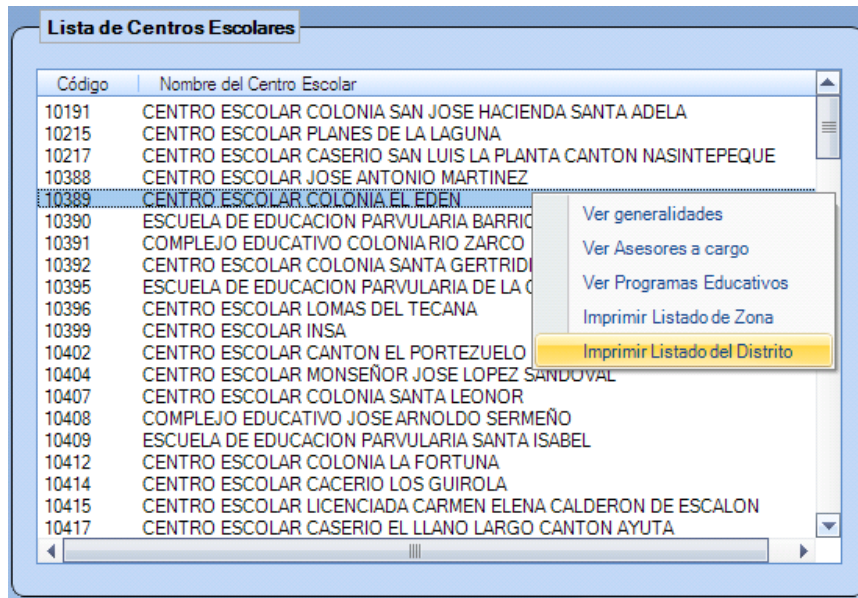 Lista de Centros Escolares
Código Nombre del Centro Escolar
10191 CENTRO ESCOLAR COLONIA SAN JOSE HACIENDA SANTA ADELA
10215 CENTRO ESCOLAR PLANES DE LA LAGUNA
10217 CENTRO ESCOLAR CASERIO SAN LUIS LA PLANTA CANTON NASINTEPEQUE
10388 CENTRO ESCOLAR JOSE ANTONIO MARTINEZ
10389 CENTRO ESCOLAR COLONIA EL EDEN
10390 ESCUELA DE EDUCACION PARVULARIA
10391 COMPLEJO EDUCATIVO COLONIA RIO ZARCO
10392 CENTRO ESCOLAR COLONIA SANTA
10395 ESCUELA DE EDUCACION PARVULARIA DE LA
10396 CENTRO ESCOLAR LOMAS DEL TECANA
10399 CENTRO ESCOLAR INSA
10402 CENTRO ESCOLAR CANTON EL PORTEZUELO
10404 CENTRO ESCOLAR MONSEÑOR JOSE LOPEZ SANDOVAL
10407 CENTRO ESCOLAR COLONIA SANTA LEONOR
10408 COMPLEJO EDUCATIVO JOSE ARNOLDO SERMEÑO
10409 ESCUELA DE EDUCACION PARVULARIA SANTA ISABEL
10412 CENTRO ESCOLAR COLONIA LA FORTUNA
10414 CENTRO ESCOLAR CACERIO LOS GUIROLA
10415 CENTRO ESCOLAR LICENCIADA CARMEN ELENA CALDERON DE ESCALON
10417 CENTRO ESCOLAR CASERIO EL LLANO LARGO CANTON AYUTA
Ver generalidades
Ver Asesores a cargo
Ver Programas Educativos
Imprimir Listado de Zona
Imprimir Listado del Distrito